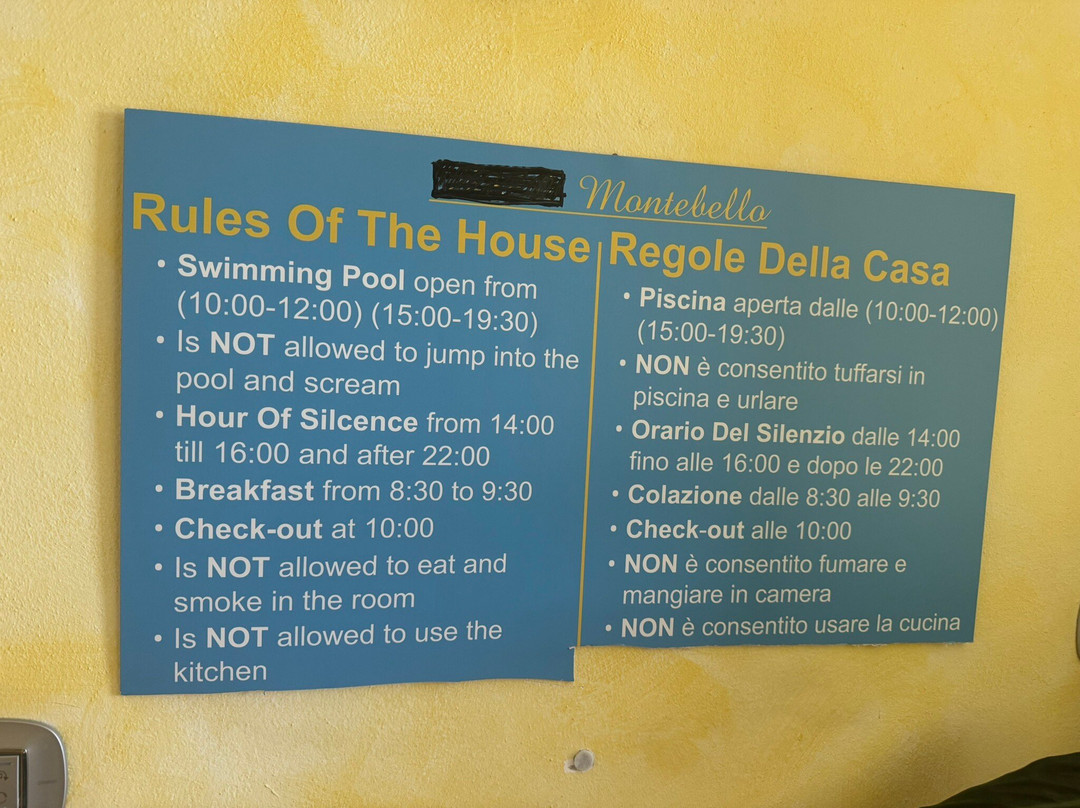 Montebello
Rules Of The House
• Swimming Pool open from
(10:00-12:00) (15:00-19:30)
• Is NOT allowed to jump into the
pool and scream
• Hour Of Silcence from 14:00
till 16:00 and after 22:00
• Breakfast from 8:30 to 9:30
• Check-out at 10:00
• Is NOT allowed to eat and
smoke in the room
• Is NOT allowed to use the
kitchen
Regole Della Casa
• Piscina aperta dalle (10:00-12:00)
(15:00-19:30)
• NON è consentito tuffarsi in
piscina e urlare
• Orario Del Silenzio dalle 14:00
fino alle 16:00 e dopo le 22:00
• Colazione dalle 8:30 alle 9:30
• Check-out alle 10:00
• NON è consentito fumare e
mangiare in camera
• NON è consentito usare la cucina